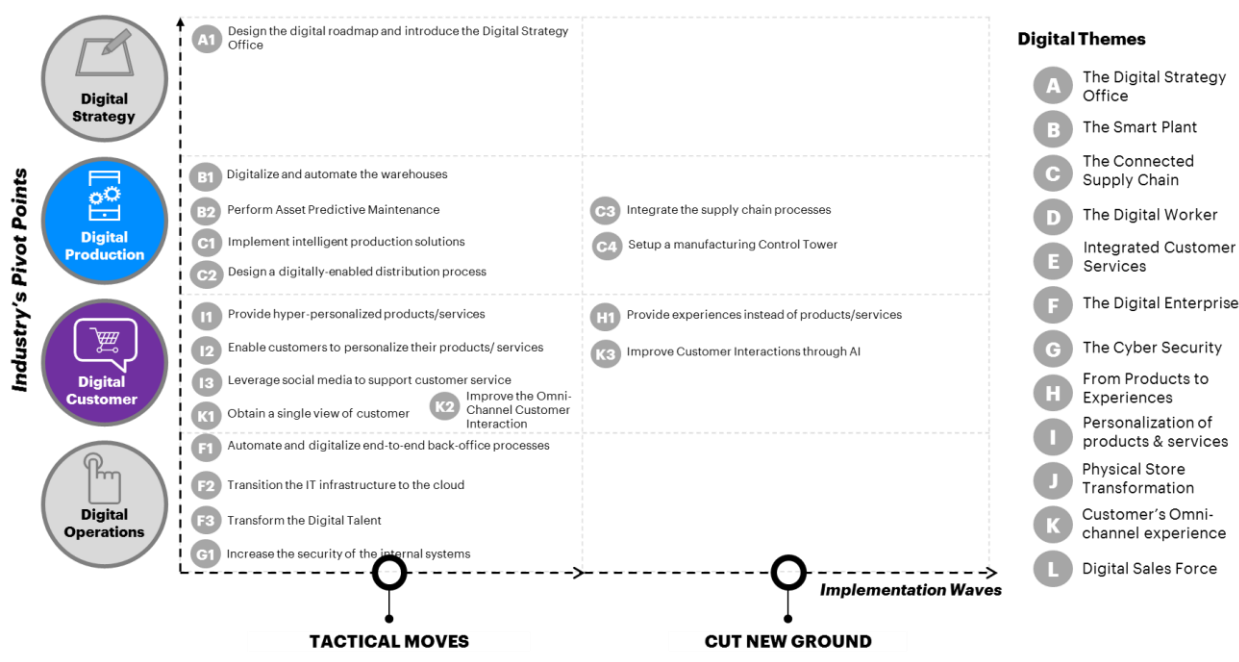 Industry's Pivot Points
Digital
Strategy
A1
Design the digital roadmap and introduce the Digital Strategy
Office
Digital
Production
B1
Digitalize and automate the warehouses
B2
Perform Asset Predictive Maintenance
C1
Implement intelligent production solutions
C2
Design a digitally-enabled distribution process
C3
Integrate the supply chain processes
C4
Setup a manufacturing Control Tower
Digital
Customer
I1
Provide hyper-personalized products/services
I2
Enable customers to personalize their products/ services
I3
Leverage social media to support customer service
K1
Obtain a single view of customer
K2
Improve the Omni-
Channel Customer
Interaction
H1
Provide experiences instead of products/services
K3
Improve Customer Interactions through AI
Digital
Operations
F1
Automate and digitalize end-to-end back-office processes
F2
Transition the IT infrastructure to the cloud
F3
Transform the Digital Talent
G1
Increase the security of the internal systems
Implementation Waves
TACTICAL MOVES
CUT NEW GROUND
Digital Themes
A
The Digital Strategy
Office
B
The Smart Plant
C
The Connected
Supply Chain
D
The Digital Worker
E
Integrated Customer
Services
F
The Digital Enterprise
G
The Cyber Security
H
From Products to
Experiences
I
Personalization of
products & services
J
Physical Store
Transformation
K
Customer's Omni-
channel experience
L
Digital Sales Force